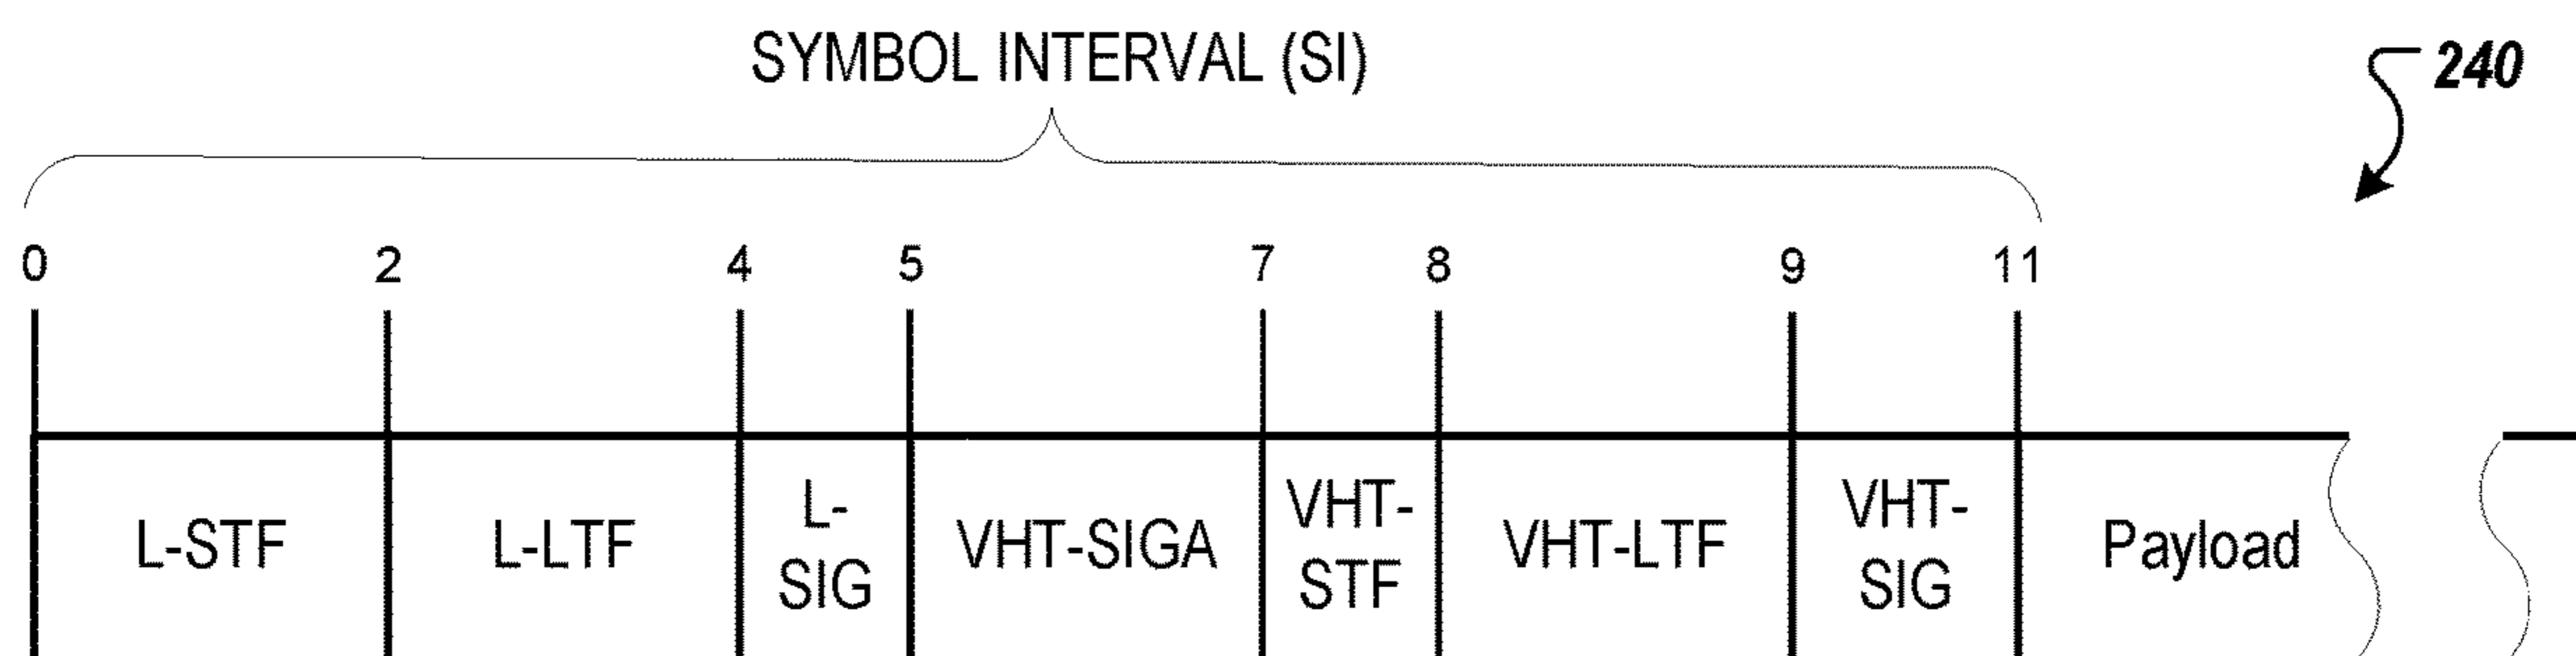 SYMBOL INTERVAL (SI)
240
0 2 4 5 7 8 9 11
L-STF L-LTF L-
SIG VHT-SIGA VHT-
STF VHT-LTF VHT-
SIG Payload